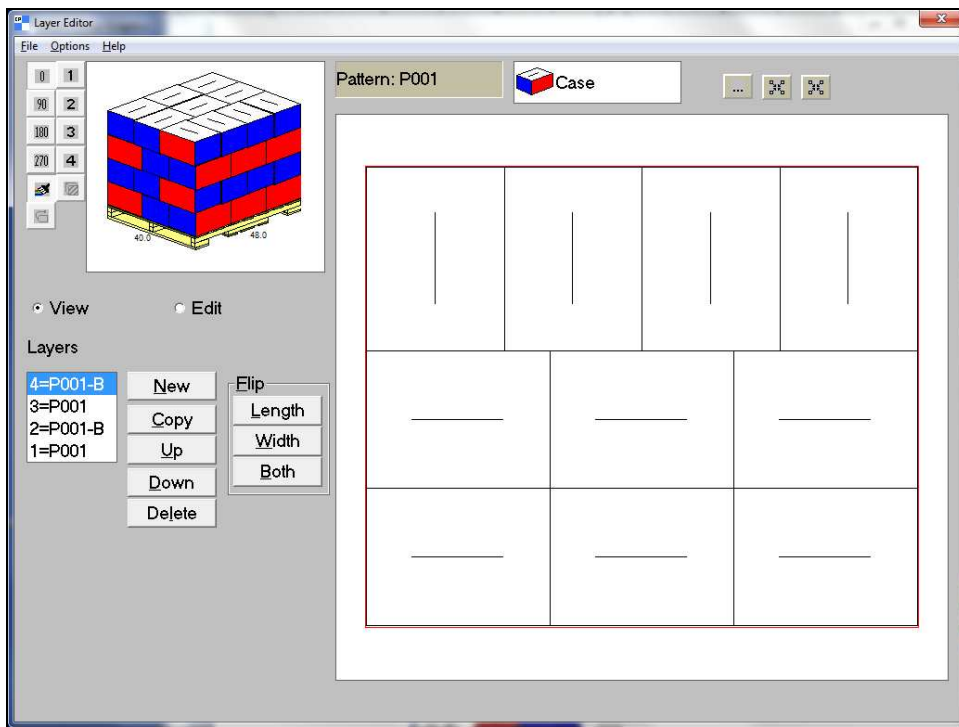 Layer Editor
File Options Help
0 1
90 2
180 3
270 4
40.0 48.0
Pattern: P001
Case
...
View Edit
Layers
4=P001-B
3=P001
2=P001-B
1=P001
New
Copy
Up
Down
Delete
Flip
Length
Width
Both